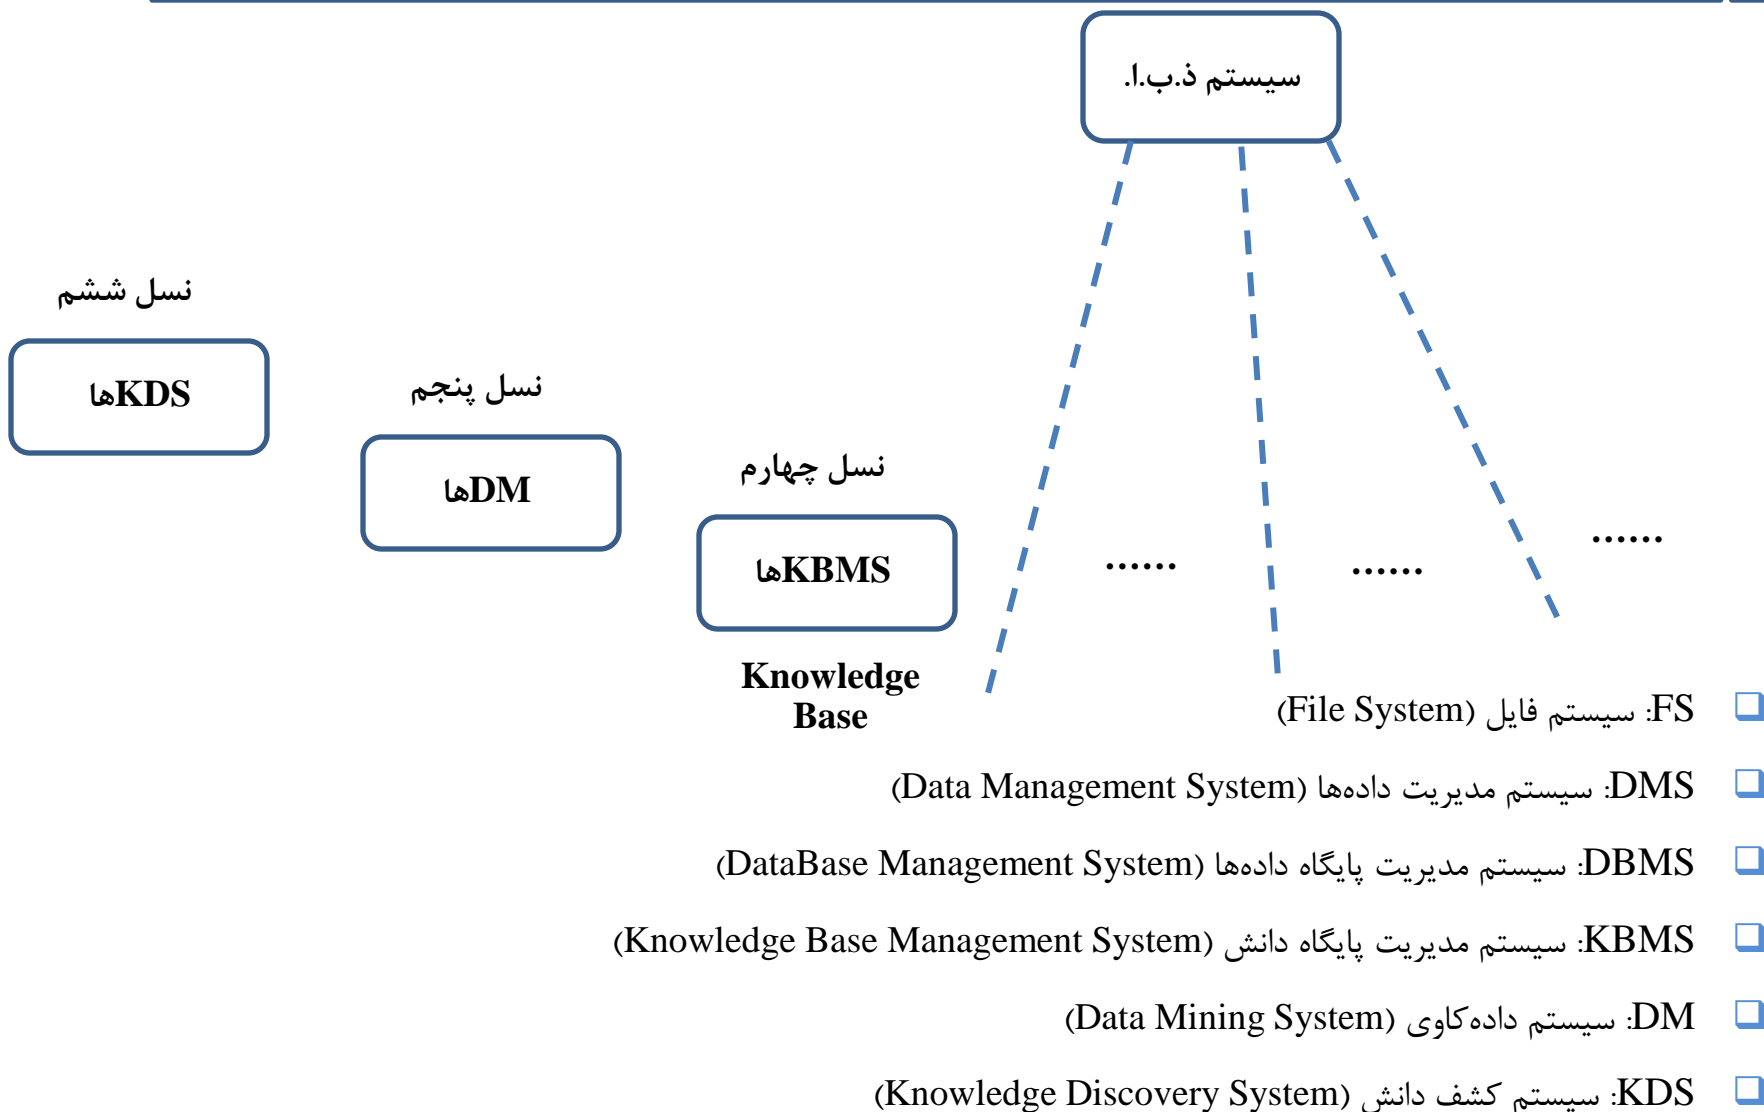 سیستم ذ.ب.ا.
نسل ششم
KDSها
نسل پنجم
DMها
نسل چهارم
KBMSها
......
......
......
Knowledge
Base
FS: سیستم فایل (File System)
DMS: سیستم مدیریت داده‌ها (Data Management System)
DBMS: سیستم مدیریت پایگاه داده‌ها (DataBase Management System)
KBMS: سیستم مدیریت پایگاه دانش (Knowledge Base Management System)
DM: سیستم داده‌کاوی (Data Mining System)
KDS: سیستم کشف دانش (Knowledge Discovery System)